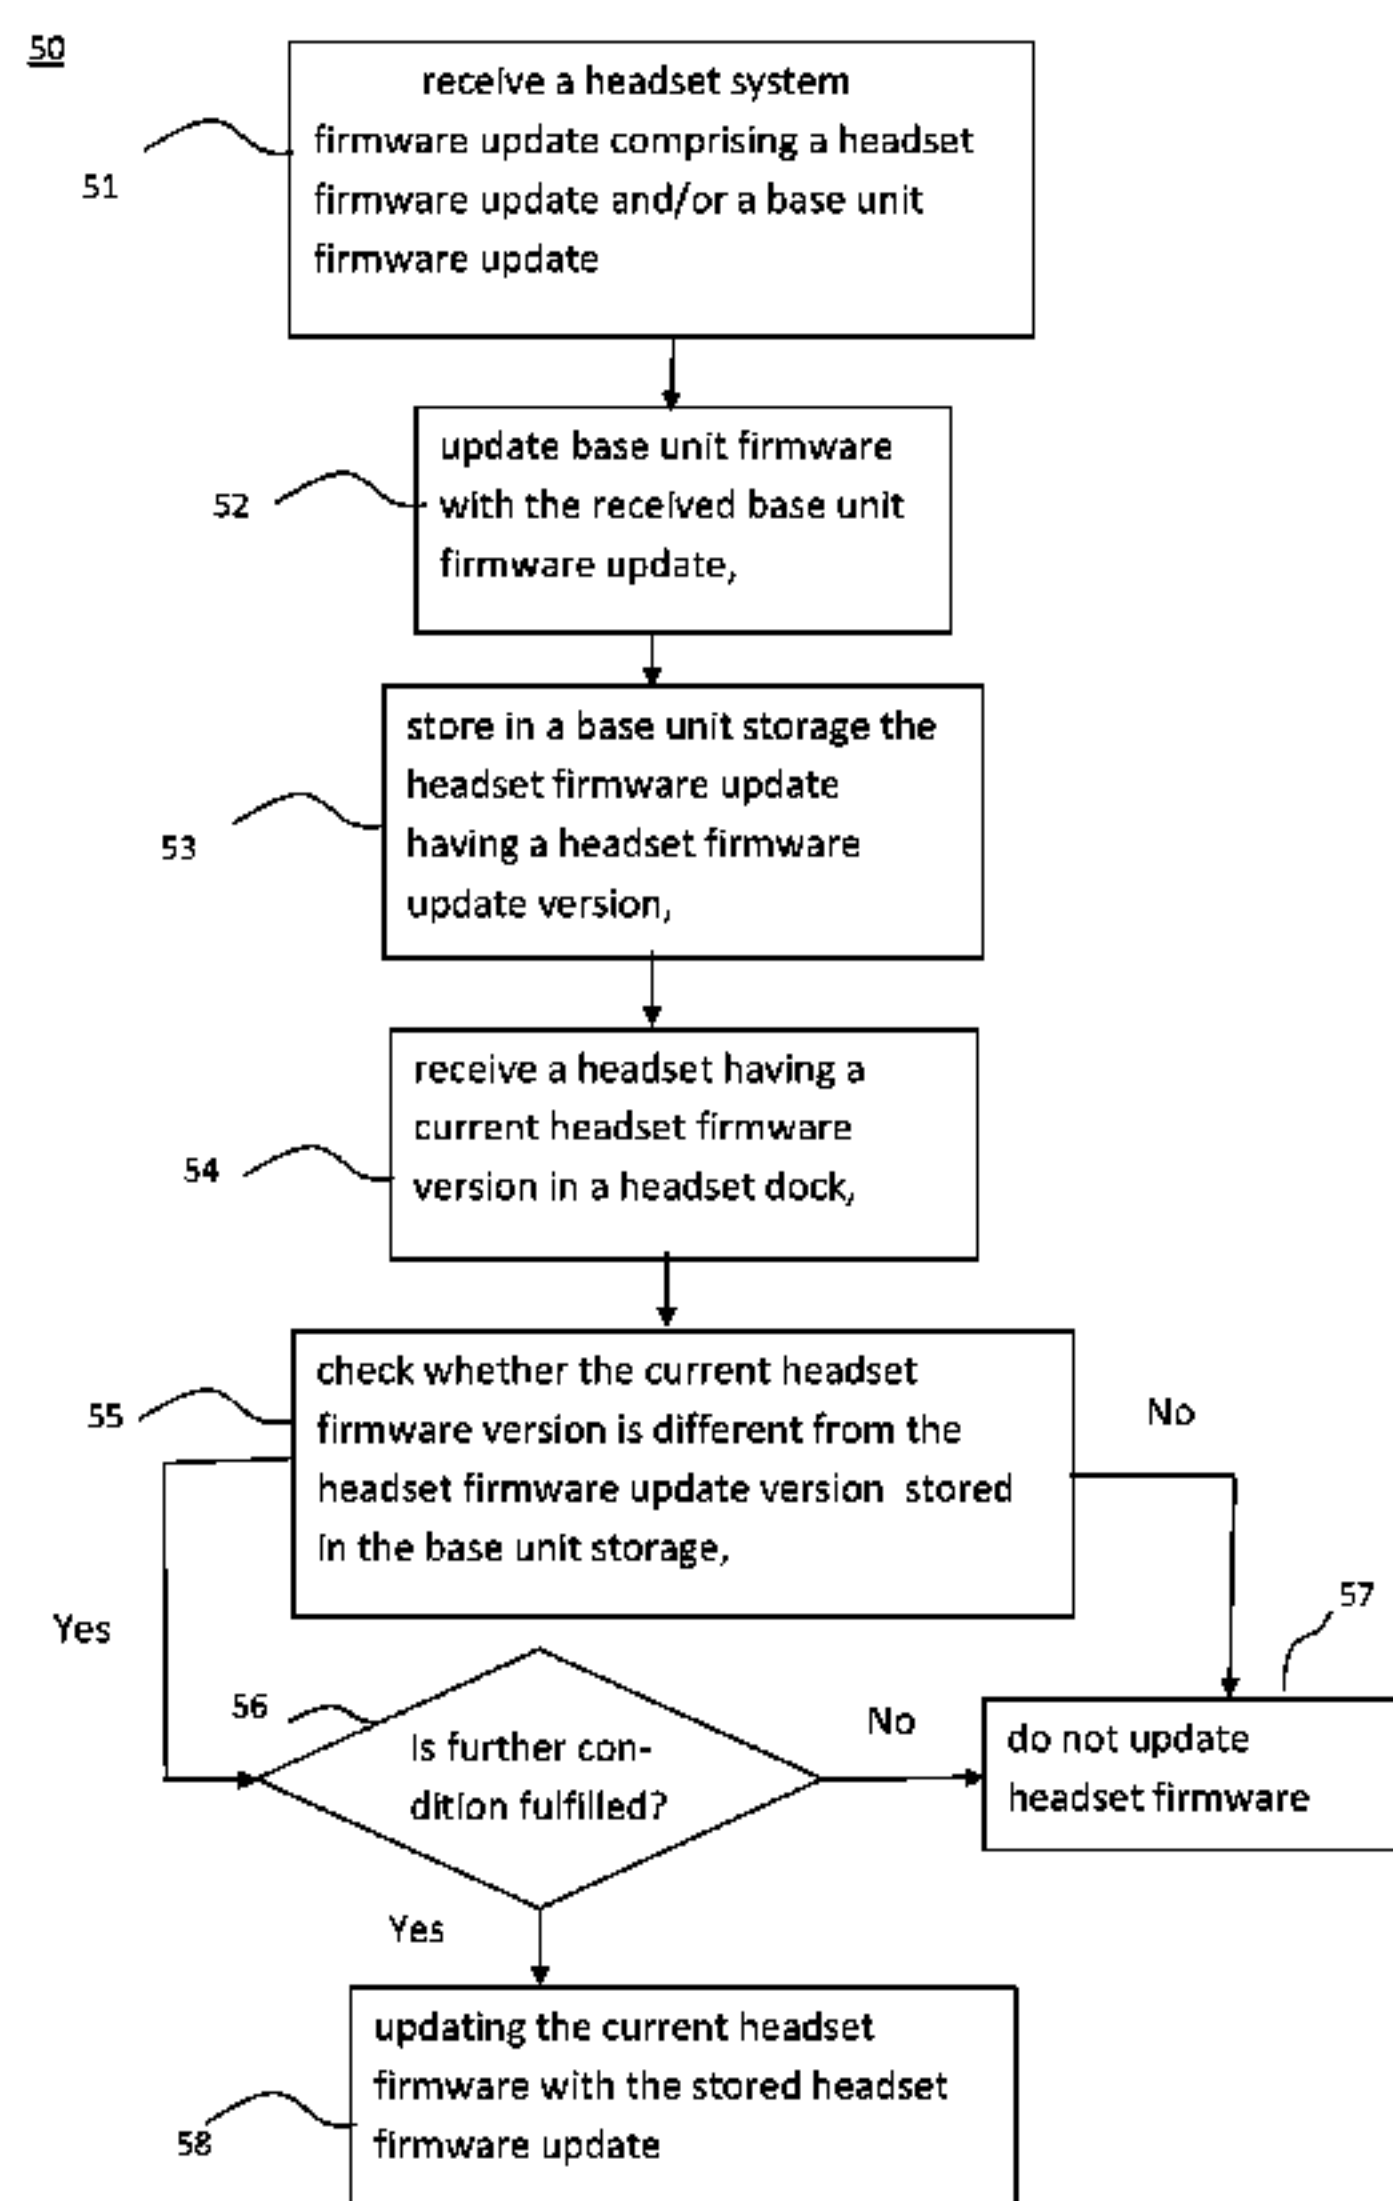 50
receive a headset system
firmware update comprising a headset
firmware update and/or a base unit
firmware update
51
update base unit firmware
with the received base unit
firmware update,
52
store in a base unit storage the
headset firmware update
having a headset firmware
update version,
53
receive a headset having a
current headset firmware
version in a headset dock,
54
check whether the current headset
firmware version is different from the
headset firmware update version stored
in the base unit storage,
55
No
Yes
57
56
Is further con-
dition fulfilled?
No
do not update
headset firmware
Yes
updating the current headset
firmware with the stored headset
firmware update
58